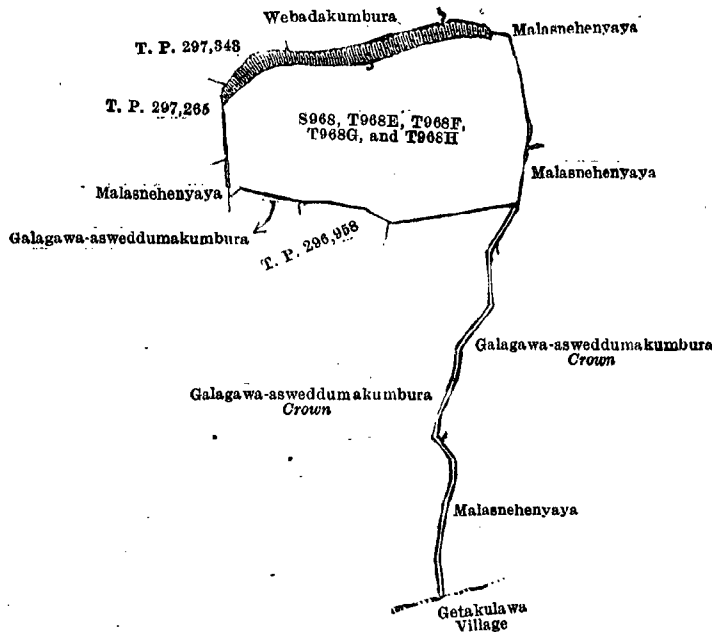 Webadakumbura
Malasnehenyaya
T. P. 297,348
T. P. 297,265
S968, T968E, T968F,
T968G, and T968H
Malasnehenyaya
Malasnehenyaya
Galagawa-asweddumakumbura
T. P. 296,958
Galagawa-asweddumakumbura
Crown
Galagawa-asweddumakumbura
Crown
Malasnehenyaya
Getakulawa
Village